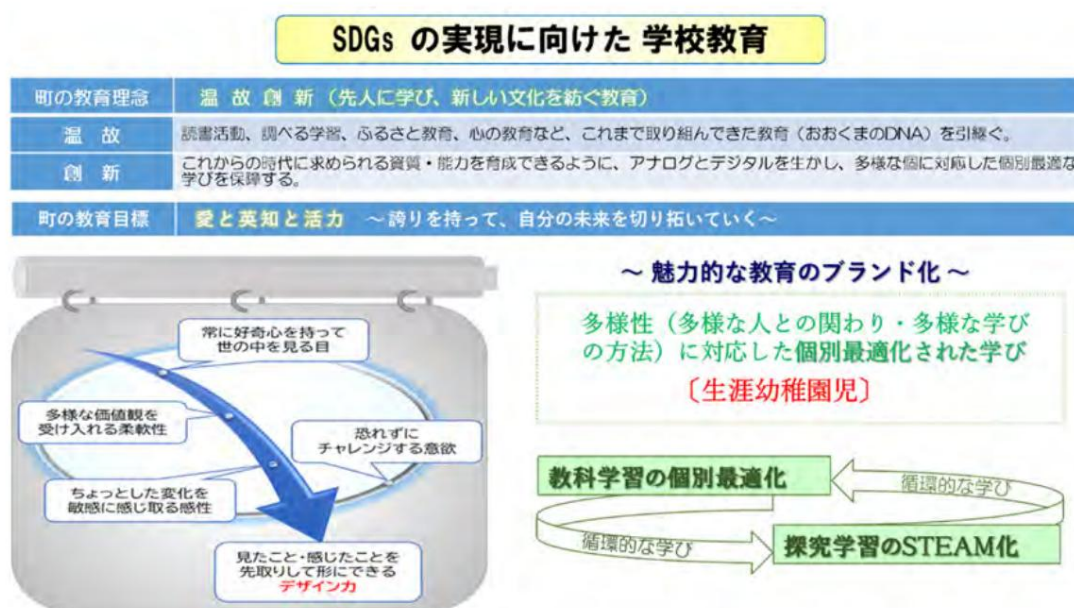 SDGs の実現に向けた 学校教育
町の教育理念
温 故 創 新（先人に学び、新しい文化を紡ぐ教育）
温 故
読書活動、調べる学習、ふるさと教育、心の教育など、これまで取り組んできた教育（おおくまのDNA）を引継ぐ。
創 新
これからの時代に求められる資質・能力を育成できるように、アナログとデジタルを生かし、多様な個に対応した個別最適な
学びを保障する。
町の教育目標
愛と英知と活力 ～誇りを持って、自分の未来を切り拓いていく～
常に好奇心を持って
世の中を見る目
多様な価値観を
受け入れる柔軟性
恐れずに
チャレンジする意欲
ちょっとした変化を
敏感に感じ取る感性
見たこと・感じたことを
先取りして形にできる
デザイン力
～ 魅力的な教育のブランド化 ～
多様性（多様な人との関わり・多様な学び
の方法）に対応した個別最適化された学び
〔生涯幼稚園児〕
教科学習の個別最適化
循環的な学び
循環的な学び
探究学習のSTEAM化